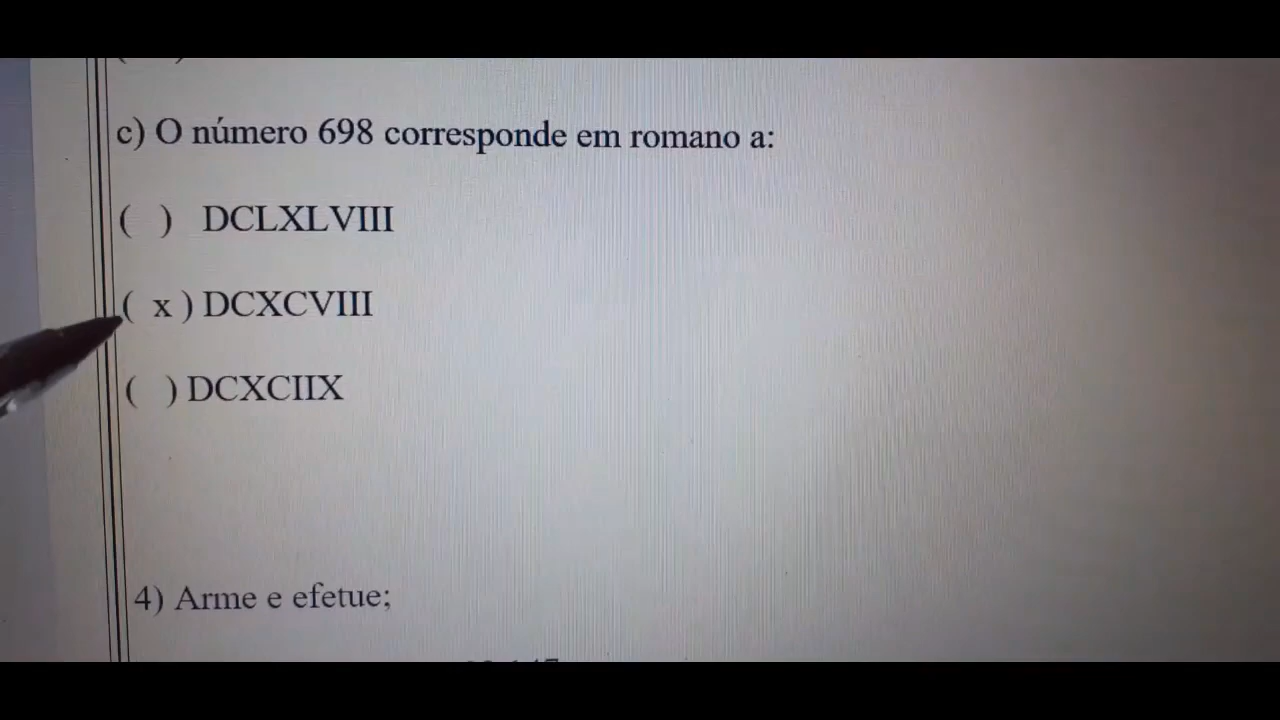 c) O número 698 corresponde em romano a:
( ) DCLXLVIII
( x ) DCXCVIII
( ) DCXCIIX
4) Arme e efetue;